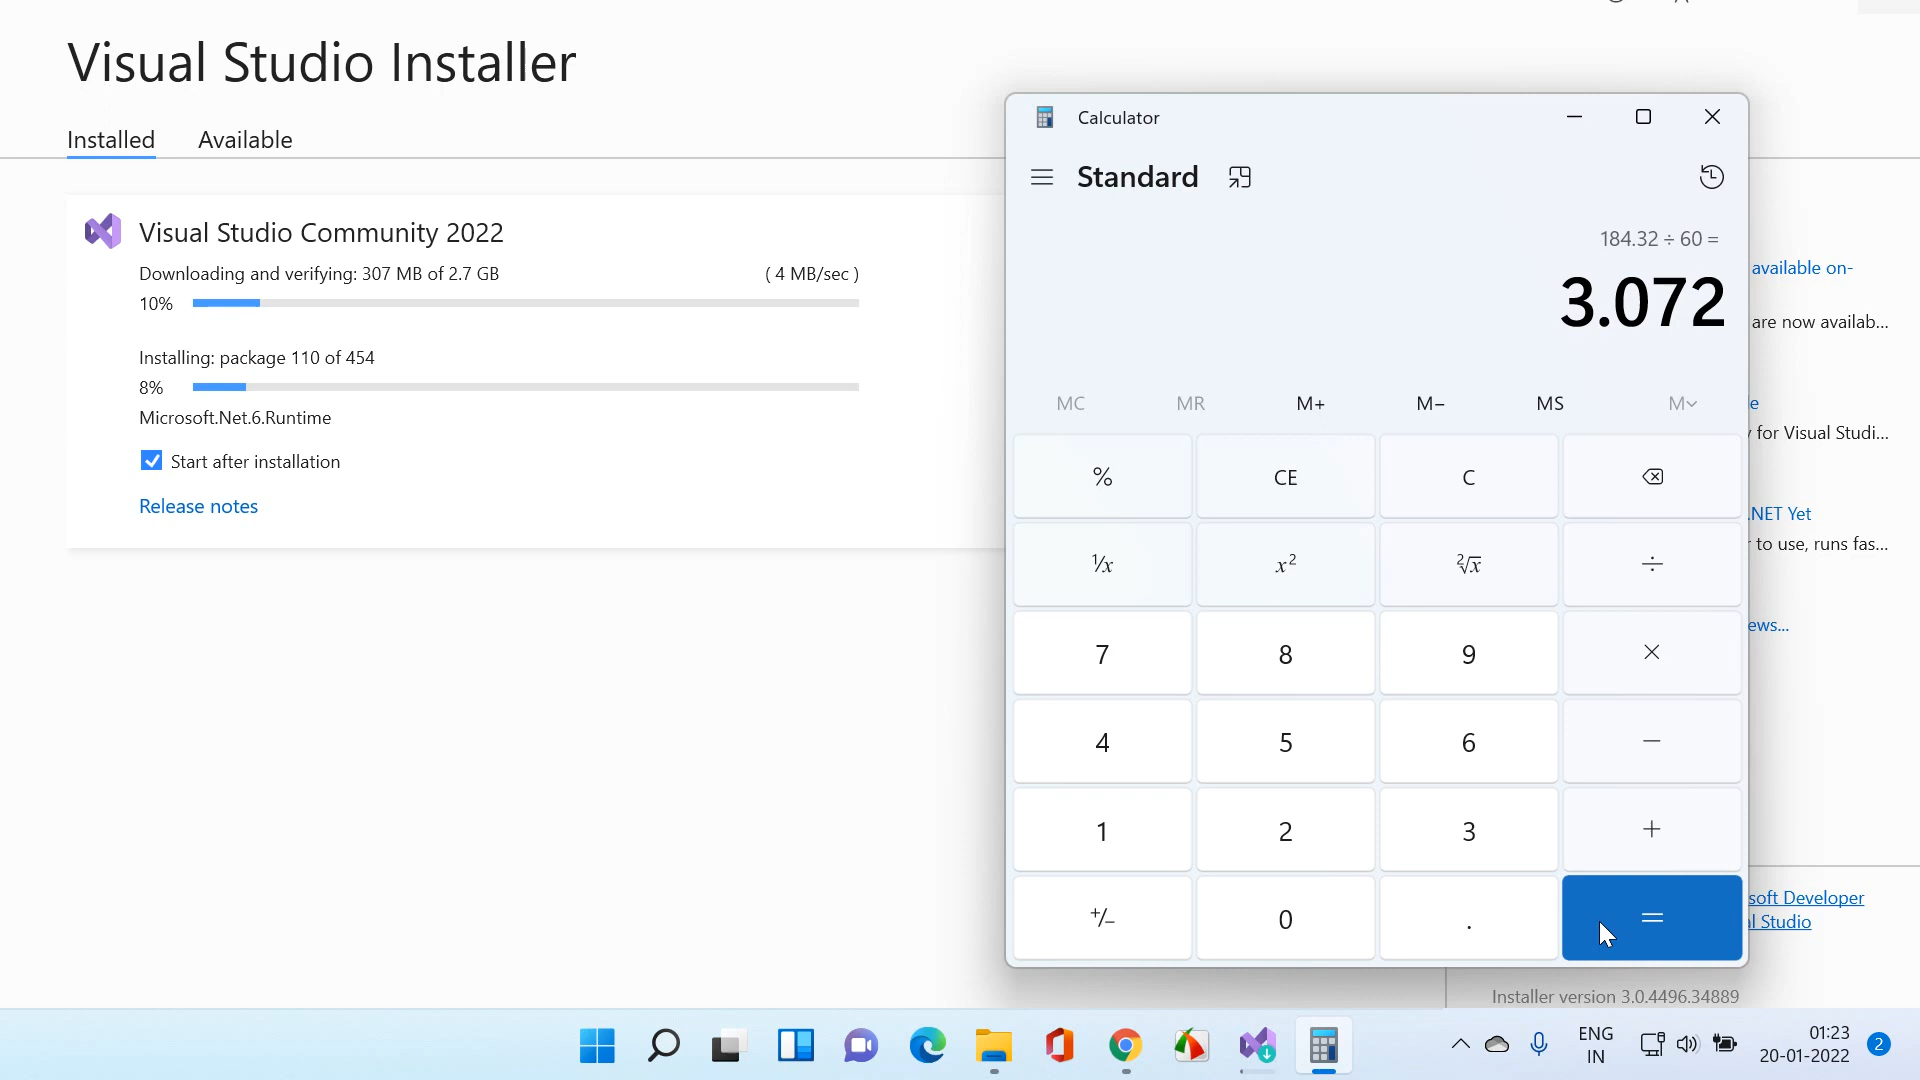 Visual Studio Installer
Installed Available
Visual Studio Community 2022
Downloading and verifying: 307 MB of 2.7 GB ( 4 MB/sec )
10%
Installing: package 110 of 454
8%
Microsoft.Net.6.Runtime
Start after installation
Release notes
Calculator
Standard
184.32 ÷ 60 =
3.072
MC MR M+ M− MS M
% CE C
¹/x x² ²√x ÷
7 8 9 ×
4 5 6 −
1 2 3 +
+/− 0 . =
available on-
are now availab...
e
for Visual Studi...
.NET Yet
to use, runs fas...
ews...
soft Developer
l Studio
Installer version 3.0.4496.34889
ENG
IN
01:23
20-01-2022
2